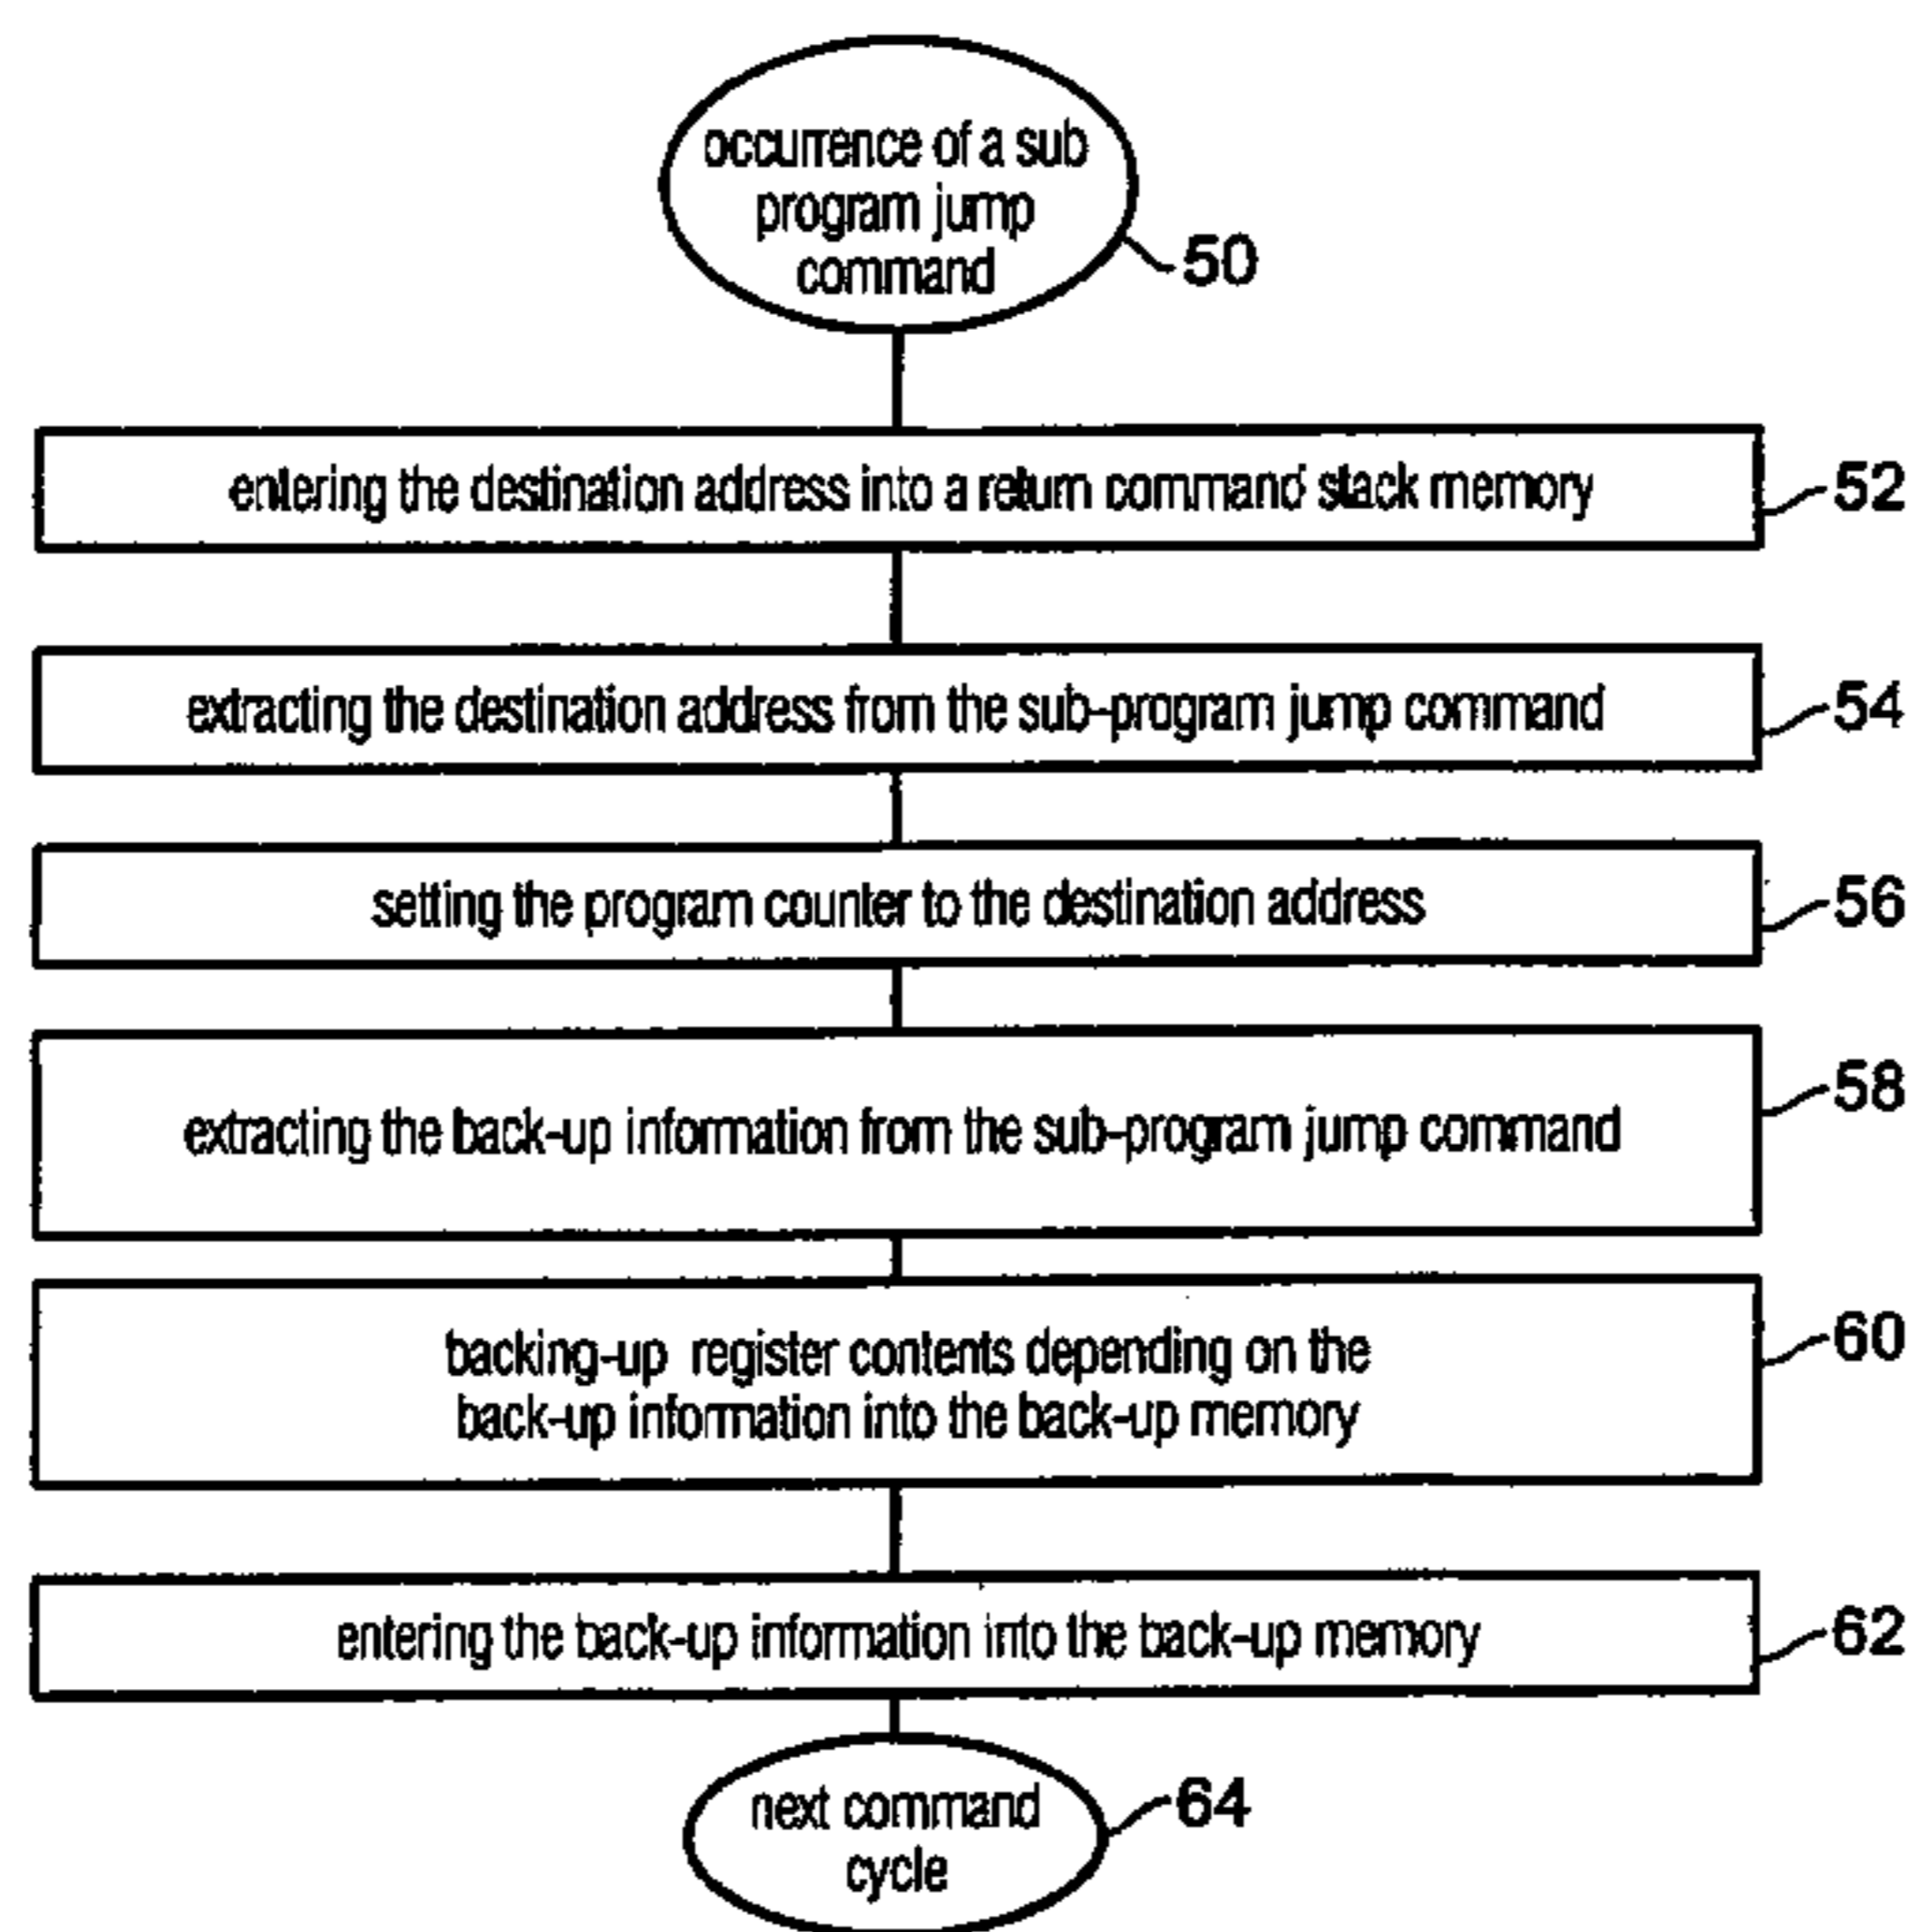 occurrence of a sub
program jump
command
50
entering the destination address into a return command stack memory
52
extracting the destination address from the sub-program jump command
54
setting the program counter to the destination address
56
extracting the back-up information from the sub-program jump command
58
backing-up register contents depending on the
back-up information into the back-up memory
60
entering the back-up information into the back-up memory
62
next command
cycle
64